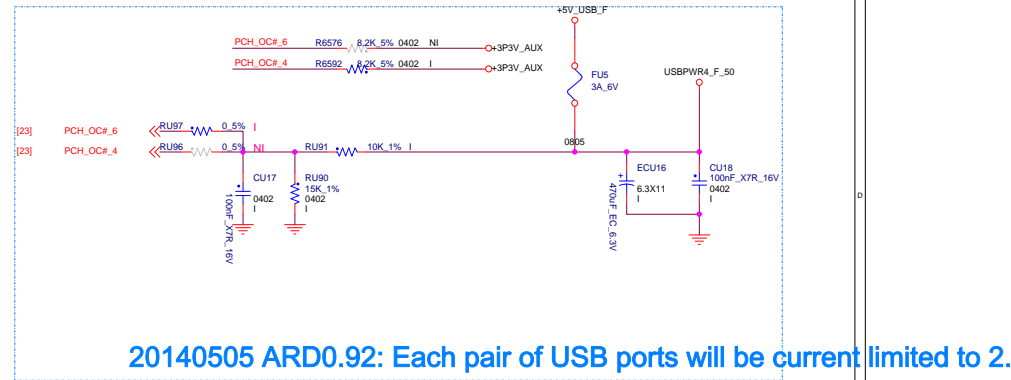 +5V_USB_F
PCH_OC#_6 R6576 8.2K_5% 0402 NI +3P3V_AUX
PCH_OC#_4 R6592 8.2K_5% 0402 I +3P3V_AUX
USBPWR4_F_50
FU5
3A_6V
0805
[23] PCH_OC#_6 RU97 0_5% I
[23] PCH_OC#_4 RU96 0_5% NI RU91 10K_1% I
CU17
0402
I
100nF_X7R_16V
RU90
15K_1%
0402
I
ECU16
6.3X11
I
470uF_EC_6.3V
CU18
100nF_X7R_16V
0402
I
D
20140505 ARD0.92: Each pair of USB ports will be current limited to 2.